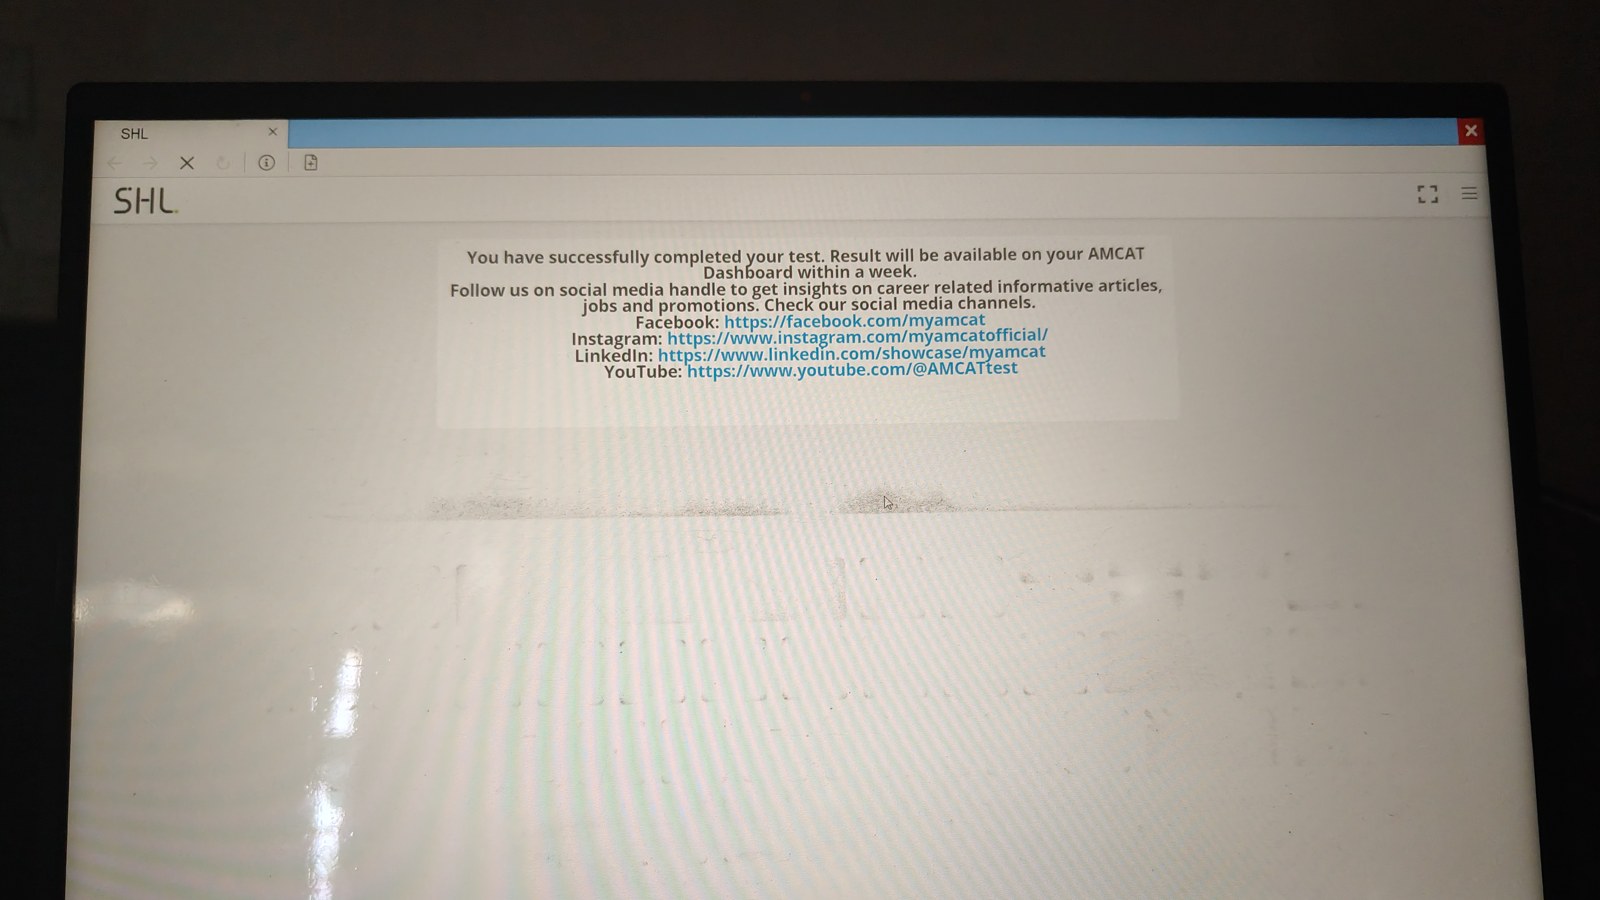 SHL
SHL.
You have successfully completed your test. Result will be available on your AMCAT
Dashboard within a week.
Follow us on social media handle to get insights on career related informative articles,
jobs and promotions. Check our social media channels.
Facebook: https://facebook.com/myamcat
Instagram: https://www.instagram.com/myamcatofficial/
LinkedIn: https://www.linkedin.com/showcase/myamcat
YouTube: https://www.youtube.com/@AMCATtest